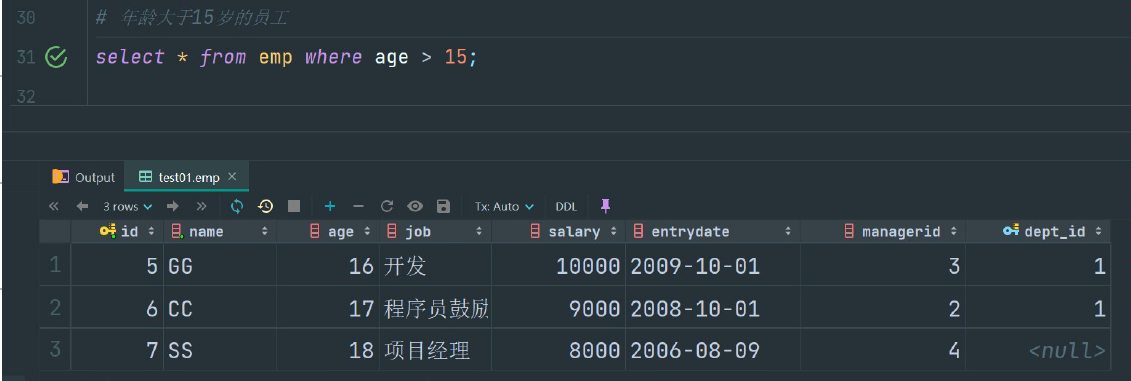 30 # 年龄大于15岁的员工
31 select * from emp where age > 15;
32
Output test01.emp ×
3 rows Tx: Auto DDL
id name age job salary entrydate managerid dept_id
1 5 GG 16 开发 10000 2009-10-01 3 1
2 6 CC 17 程序员鼓励 9000 2008-10-01 2 1
3 7 SS 18 项目经理 8000 2006-08-09 4 <null>